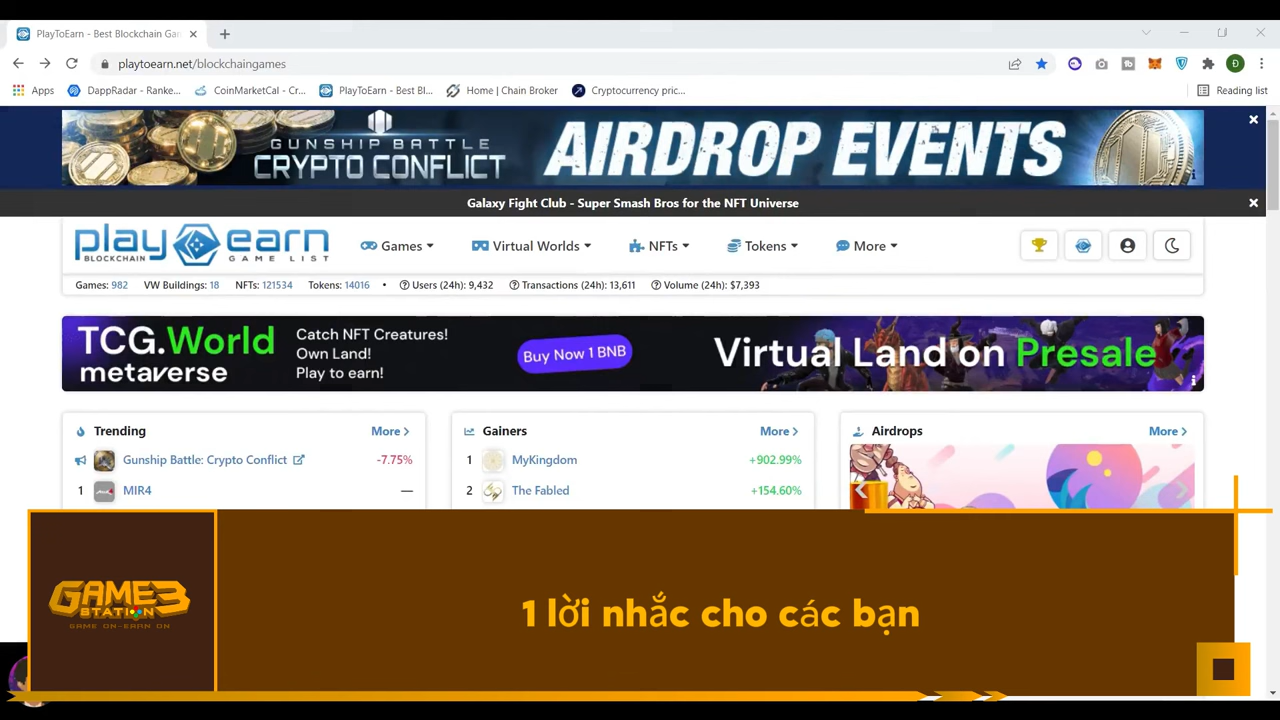 PlayToEarn - Best Blockchain Gam
playtoearn.net/blockchaingames
Apps
DappRadar - Ranke...
CoinMarketCal - Cr...
PlayToEarn - Best Bl...
Home | Chain Broker
Cryptocurrency pric...
Reading list
GUNSHIP BATTLE
CRYPTO CONFLICT
AIRDROP EVENTS
Galaxy Fight Club - Super Smash Bros for the NFT Universe
play earn
BLOCKCHAIN GAME LIST
Games
Virtual Worlds
NFTs
Tokens
More
Games: 982
VW Buildings: 18
NFTs: 121534
Tokens: 14016
•
Users (24h): 9,432
Transactions (24h): 13,611
Volume (24h): $7,393
TCG.World
metaverse
Catch NFT Creatures!
Own Land!
Play to earn!
Buy Now 1 BNB
Virtual Land on Presale
Trending
More
Gunship Battle: Crypto Conflict
-7.75%
1 MIR4 —
Gainers
More
1 MyKingdom +902.99%
2 The Fabled +154.60%
Airdrops
More
GAME3
STATION
GAME ON-EARN ON
1 lời nhắc cho các bạn